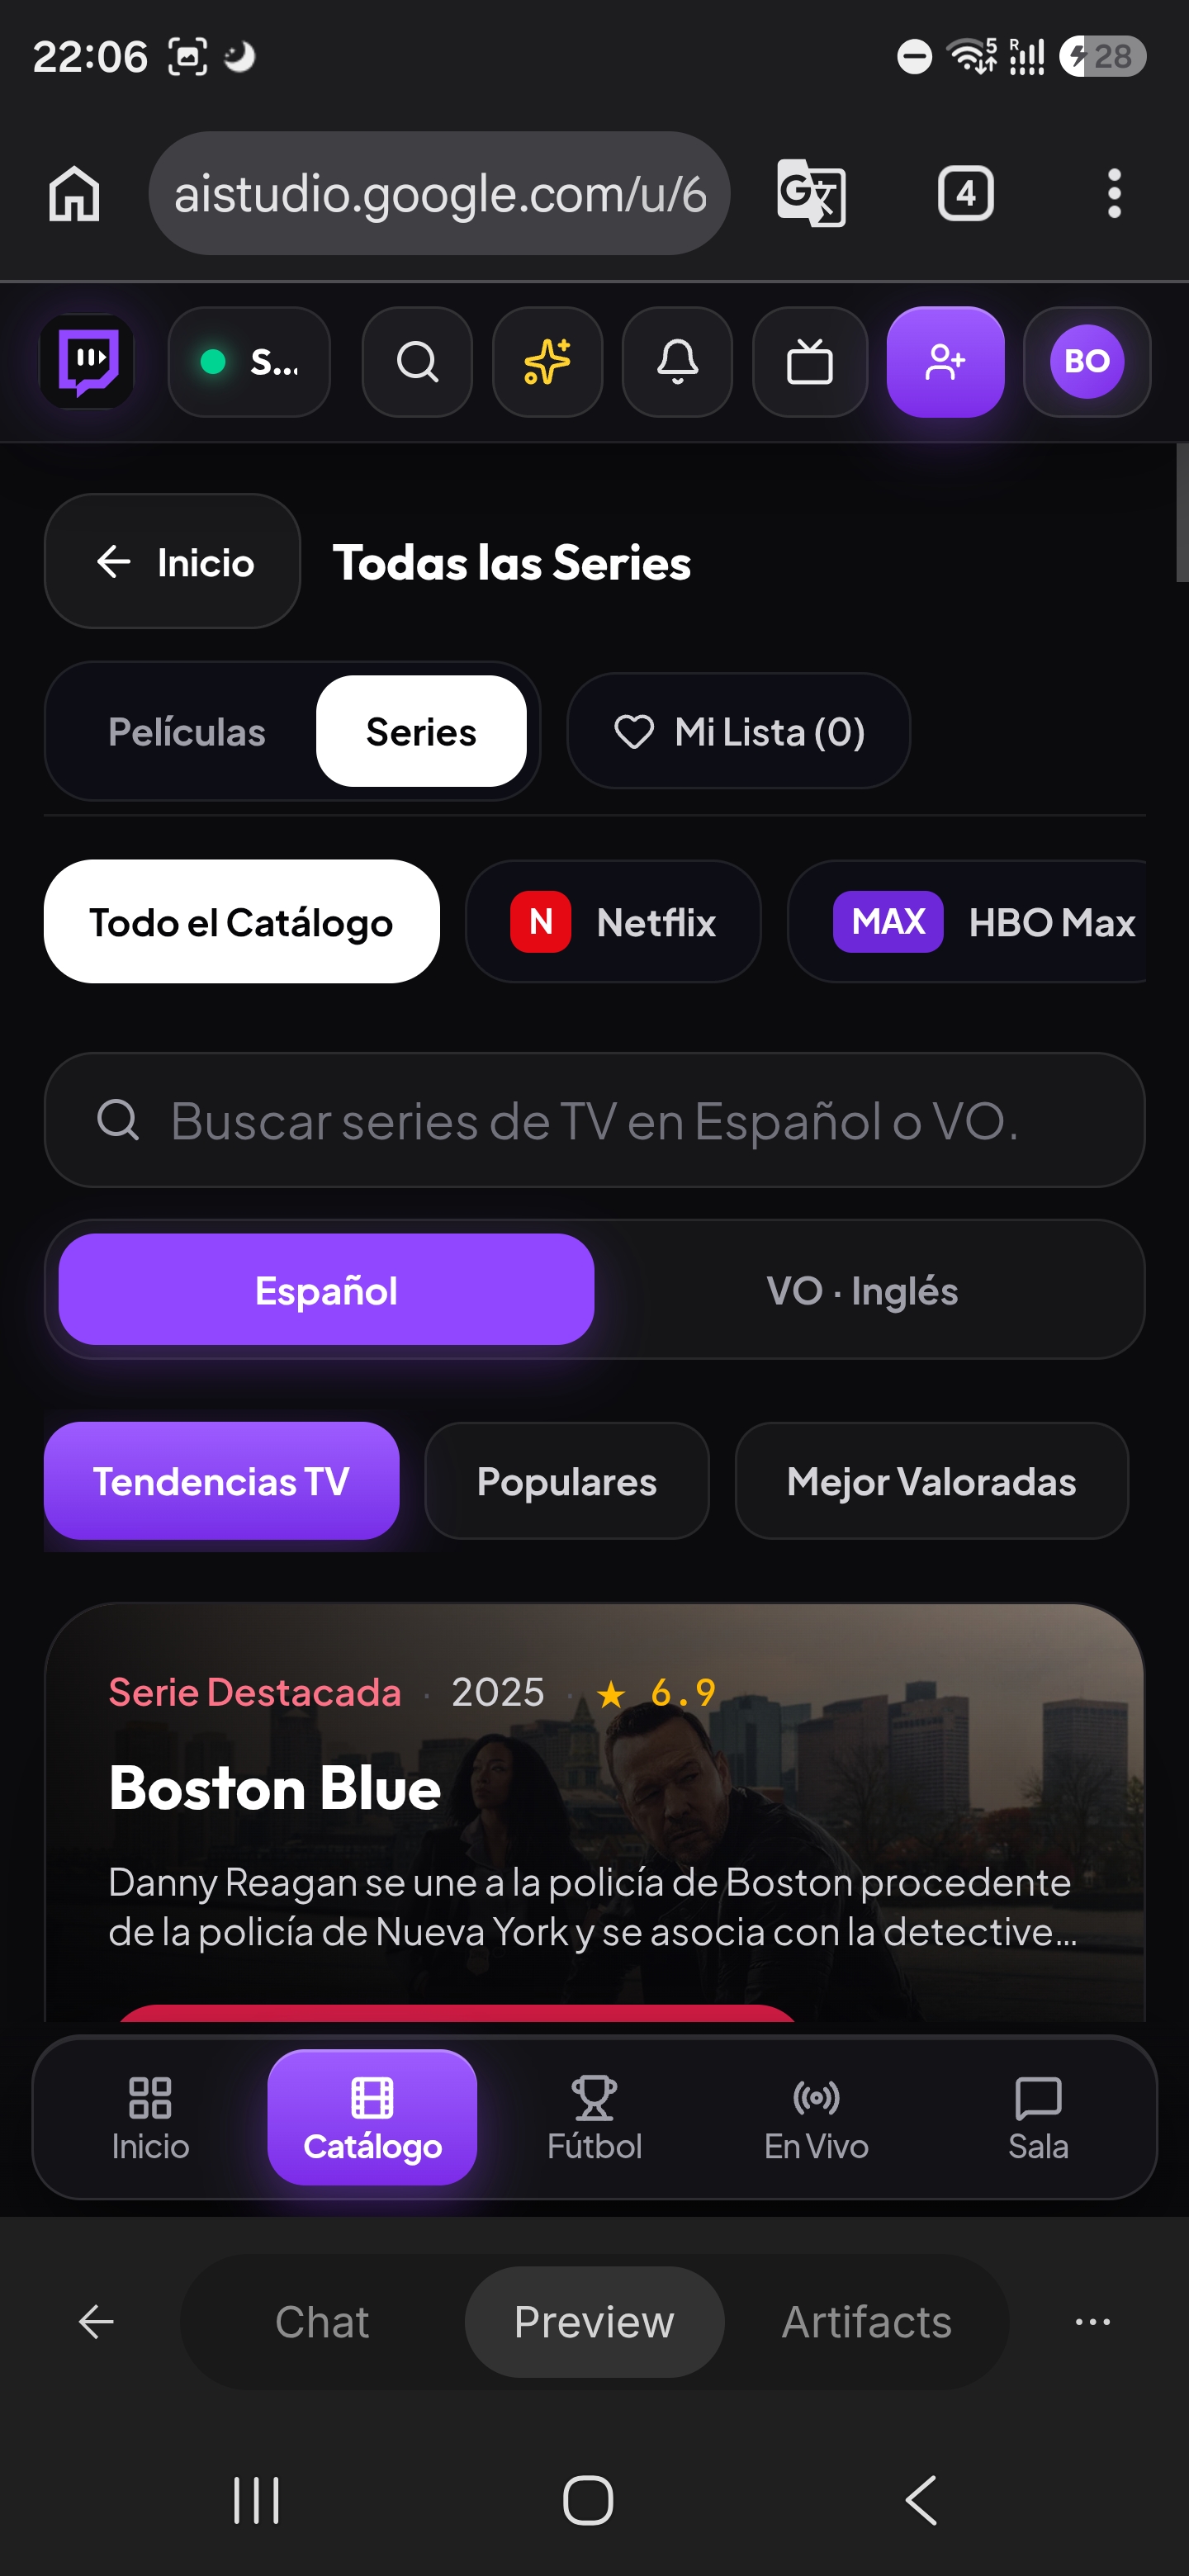 22:06
5
R
28
aistudio.google.com/u/6
G
4
S...
BO
Inicio
Todas las Series
Películas
Series
Mi Lista (0)
Todo el Catálogo
N Netflix
MAX HBO Max
Buscar series de TV en Español o VO.
Español
VO · Inglés
Tendencias TV
Populares
Mejor Valoradas
Serie Destacada · 2025 · ★ 6.9
Boston Blue
Danny Reagan se une a la policía de Boston procedente
de la policía de Nueva York y se asocia con la detective...
Inicio
Catálogo
Fútbol
En Vivo
Sala
Chat
Preview
Artifacts